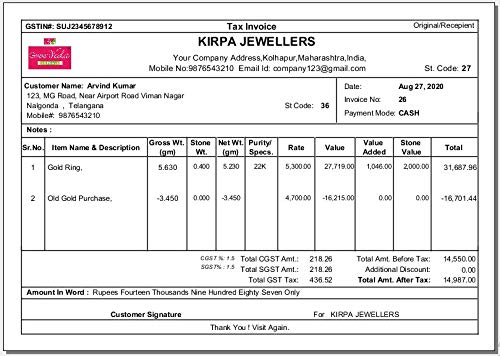 GSTIN#: SUJ2345678912 Tax Invoice Original/Recepient
KIRPA JEWELLERS
Your Company Address,Kolhapur,Maharashtra,India,
Mobile No:9876543210 Email Id: company123@gmail.com St. Code: 27
Customer Name: Arvind Kumar
123, MG Road, Near Airport Road Viman Nagar
Nalgonda , Telangana St Code: 36
Mobile# 9876543210
Date: Aug 27, 2020
Invoice No: 26
Payment Mode: CASH
Notes :
Sr.No. Item Name & Description Gross Wt. (gm) Stone Wt. Net Wt. (gm) Purity/ Specs. Rate Value Value Added Stone Value Total
1 Gold Ring, 5.630 0.400 5.230 22K 5,300.00 27,719.00 1,046.00 2,000.00 31,687.96
2 Old Gold Purchase, -3.450 0.000 -3.450 4,700.00 -16,215.00 0.00 0.00 -16,701.44
CGST %: 1.5 Total CGST Amt.: 218.26 Total Amt. Before Tax: 14,550.00
SGST% : 1.5 Total SGST Amt.: 218.26 Additional Discount: 0.00
Total GST Tax: 436.52 Total Amt. After Tax: 14,987.00
Amount In Word : Rupees Fourteen Thousands Nine Hundred Eighty Seven Only
Customer Signature For KIRPA JEWELLERS
Thank You ! Visit Again.